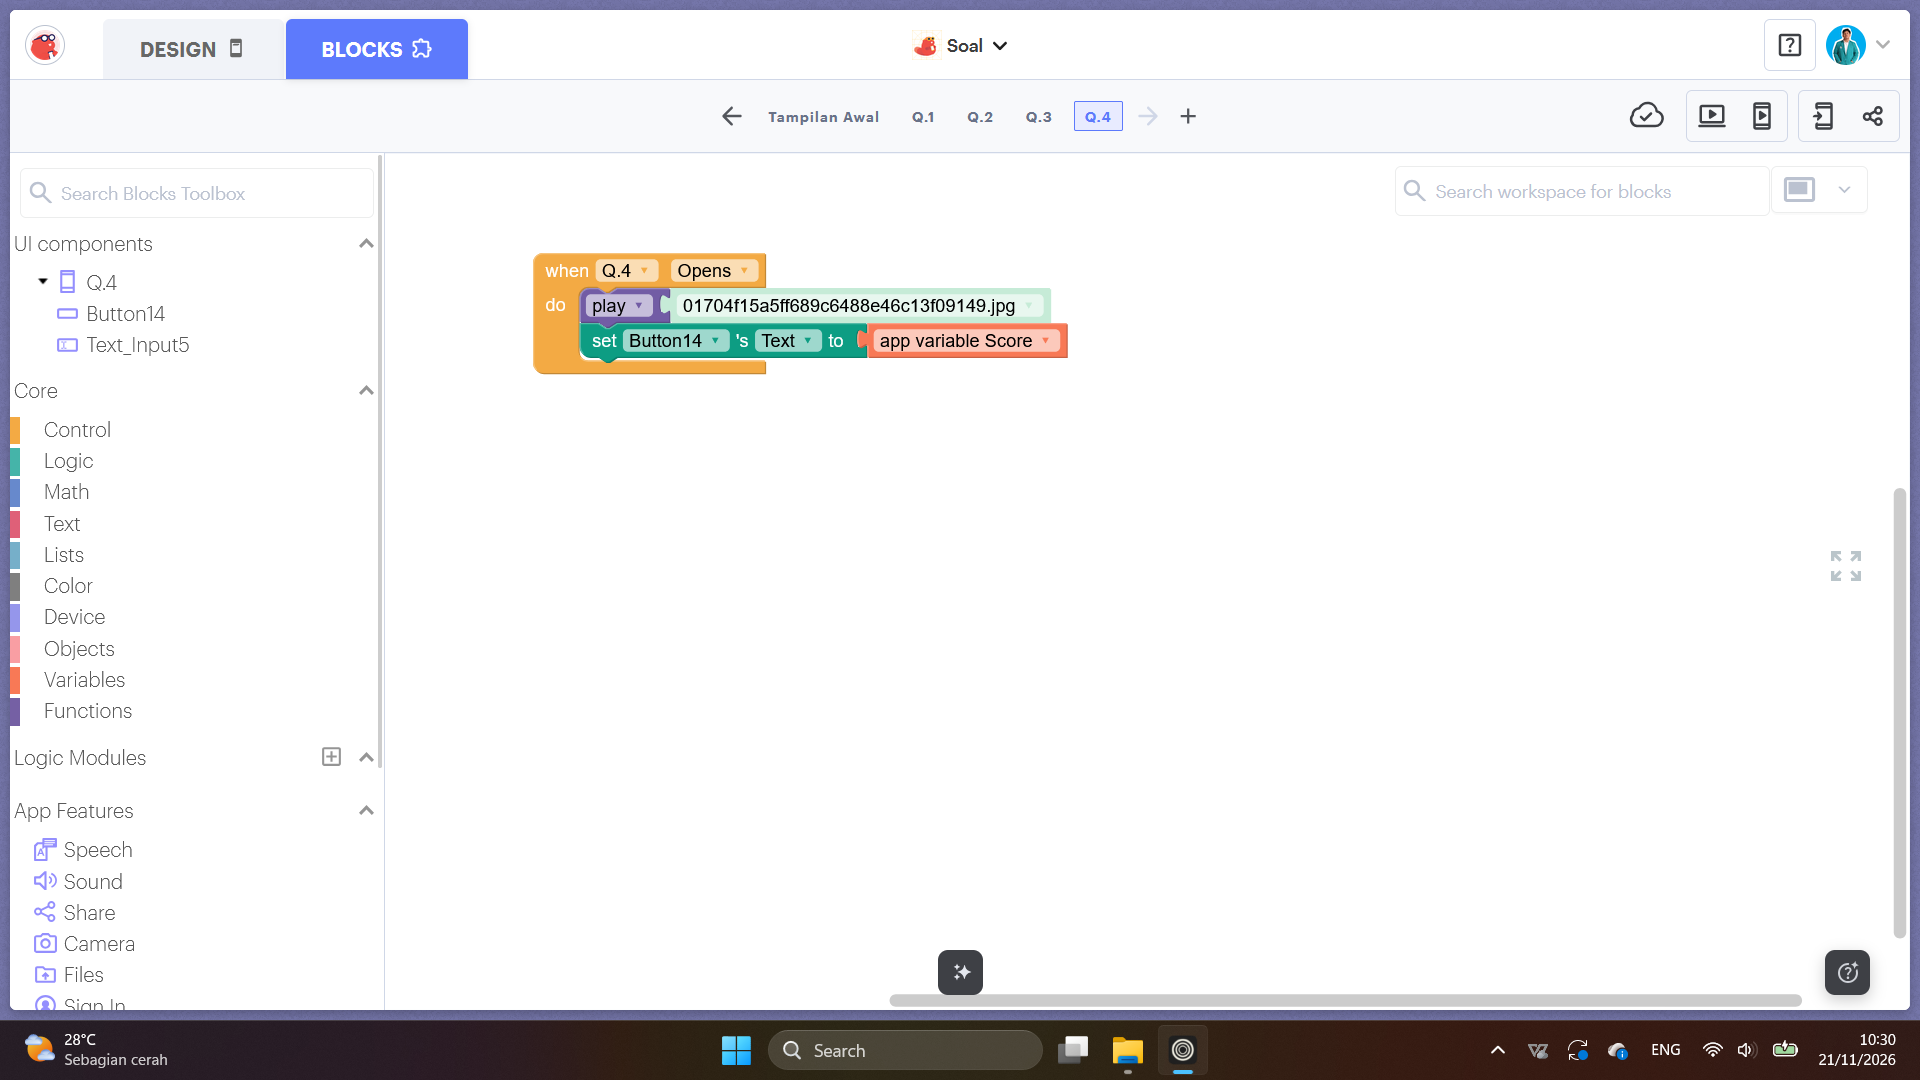 DESIGN
BLOCKS
Soal
Tampilan Awal
Q.1
Q.2
Q.3
Q.4
Search Blocks Toolbox
Search workspace for blocks
UI components
Q.4
Button14
Text_Input5
Core
Control
Logic
Math
Text
Lists
Color
Device
Objects
Variables
Functions
Logic Modules
App Features
Speech
Sound
Share
Camera
Files
Sign In
when Q.4 Opens
do play 01704f15a5ff689c6488e46c13f09149.jpg
set Button14 's Text to app variable Score
28°C
Sebagian cerah
Search
ENG
10:30
21/11/2026